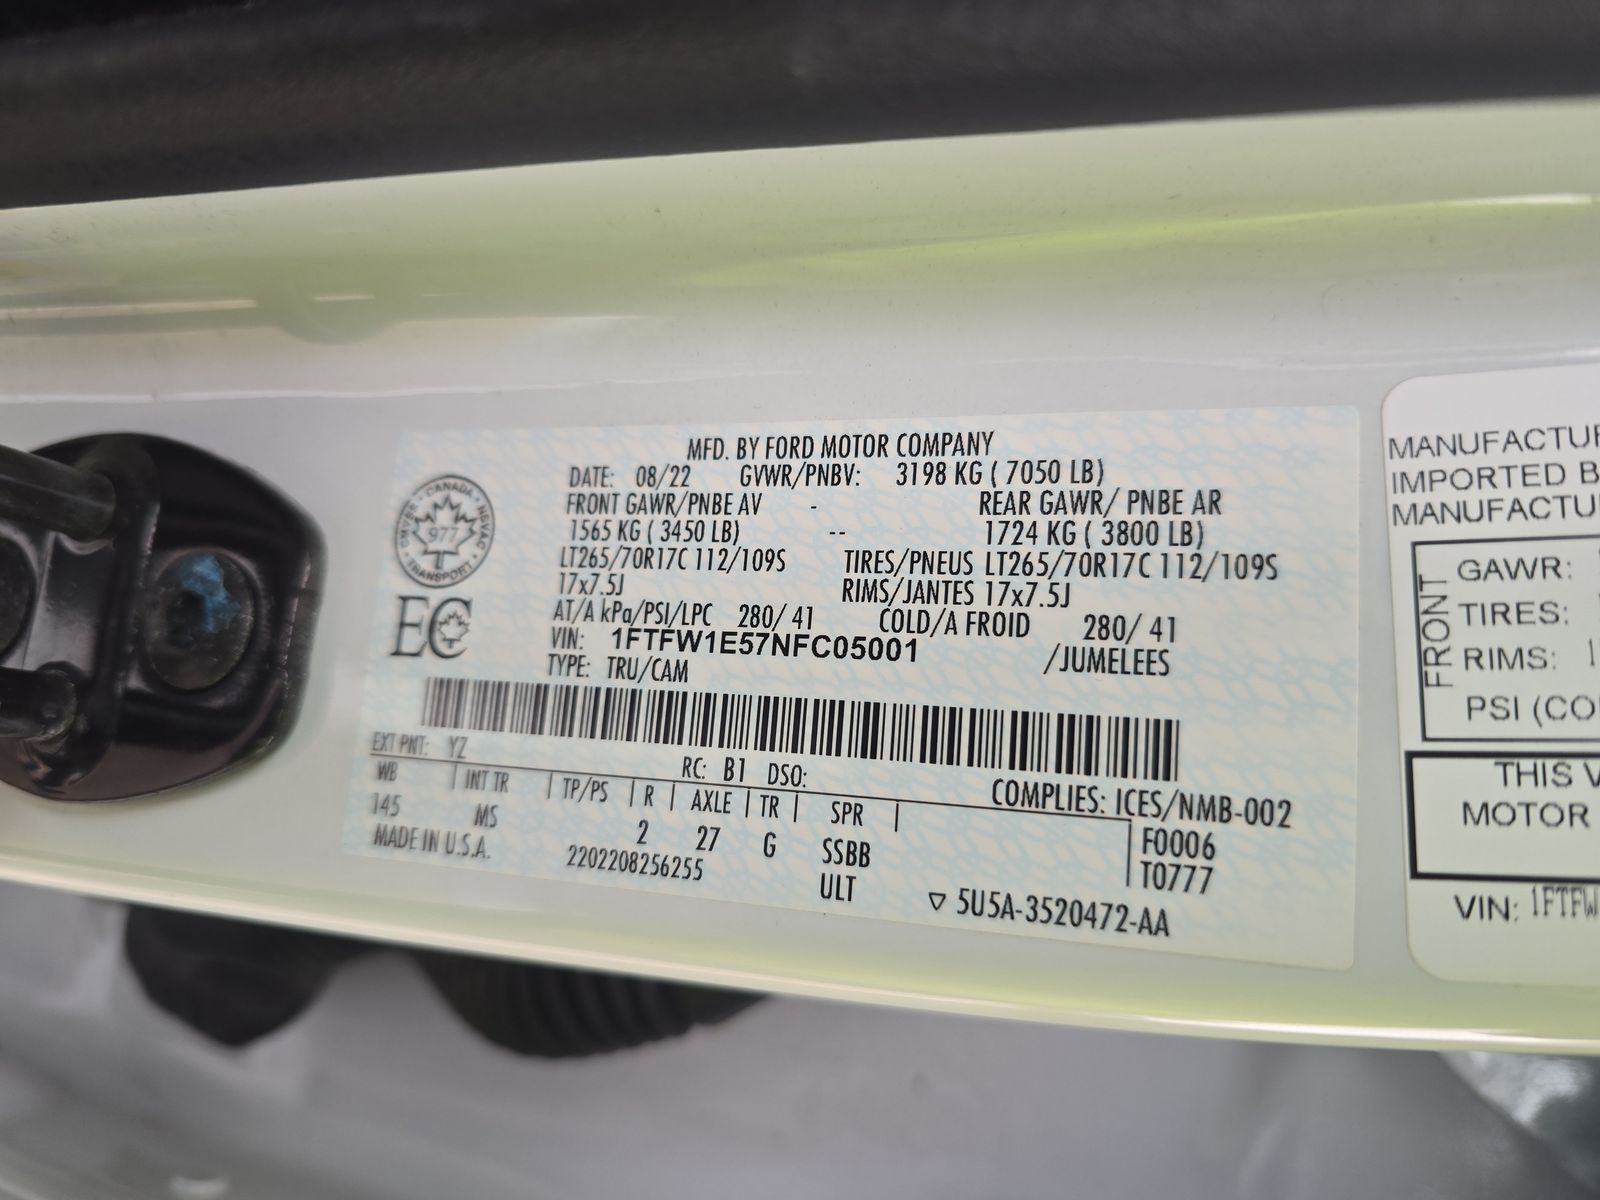 MFD. BY FORD MOTOR COMPANY
DATE: 08/22 GVWR/PNBV: 3198 KG ( 7050 LB)
FRONT GAWR/PNBE AV - REAR GAWR/ PNBE AR
1565 KG ( 3450 LB) -- 1724 KG ( 3800 LB)
LT265/70R17C 112/109S TIRES/PNEUS LT265/70R17C 112/109S
17x7.5J RIMS/JANTES 17x7.5J
AT/A kPa/PSI/LPC 280/ 41 COLD/A FROID 280/ 41
VIN: 1FTFW1E57NFC05001 /JUMELEES
TYPE: TRU/CAM
CANADA
CMVSS NSVAC
977
TRANSPORT
EC
EXT PNT: YZ RC: B1 DSO:
WB | INT TR | TP/PS | R | AXLE | TR | SPR | COMPLIES: ICES/NMB-002
145 MS 2 27 G SSBB F0006
MADE IN U.S.A. 2202208256255 ULT T0777
▽ 5U5A-3520472-AA
MANUFACTUR
IMPORTED B
MANUFACTU
FRONT
GAWR:
TIRES:
RIMS: 1
PSI (CO
THIS V
MOTOR
VIN: 1FTFW